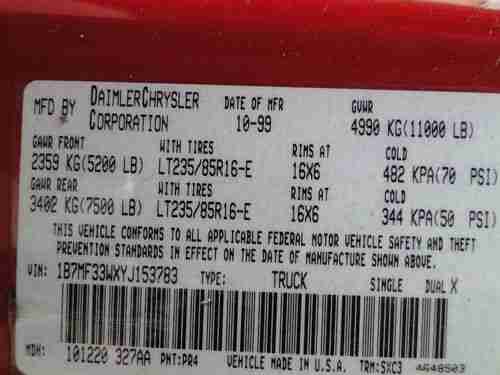 MFD BY DAIMLERCHRYSLER CORPORATION DATE OF MFR 10-99 GVWR 4990 KG(11000 LB)
GAWR FRONT WITH TIRES RIMS AT COLD
2359 KG(5200 LB) LT235/85R16-E 16X6 482 KPA(70 PSI)
GAWR REAR WITH TIRES RIMS AT COLD
3402 KG(7500 LB) LT235/85R16-E 16X6 344 KPA(50 PSI)
THIS VEHICLE CONFORMS TO ALL APPLICABLE FEDERAL MOTOR VEHICLE SAFETY AND THEFT
PREVENTION STANDARDS IN EFFECT ON THE DATE OF MANUFACTURE SHOWN ABOVE.
VIN: 1B7MF33WXYJ153783 TYPE: TRUCK SINGLE DUAL X
MDH: 101220 327AA PNT:PR4 VEHICLE MADE IN U.S.A. TRM:SXC3 4648503